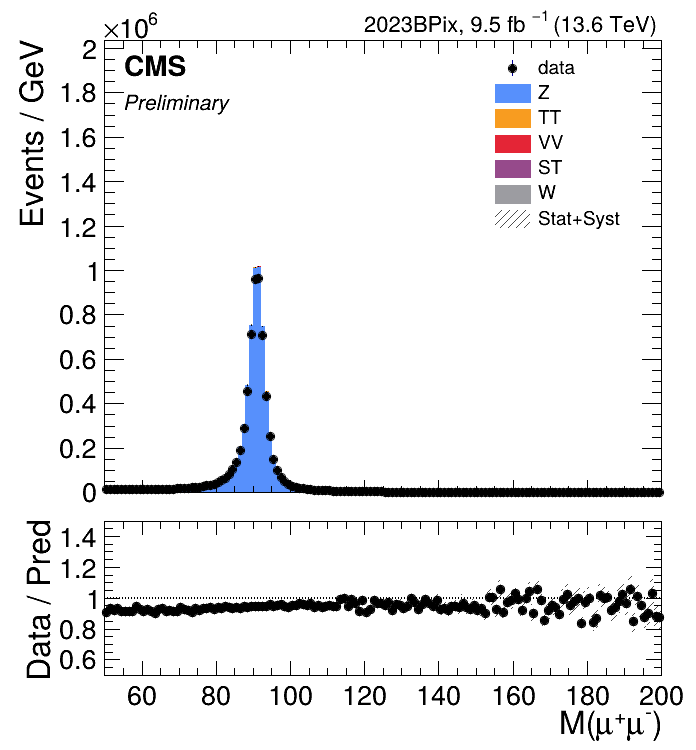 ×10⁶
2023BPix, 9.5 fb ⁻¹ (13.6 TeV)
CMS
Preliminary
data
Z
TT
VV
ST
W
Stat+Syst
Events / GeV
2
1.8
1.6
1.4
1.2
1
0.8
0.6
0.4
0.2
0
Data / Pred
1.4
1.2
1
0.8
0.6
60 80 100 120 140 160 180 200
M(μ⁺μ⁻)